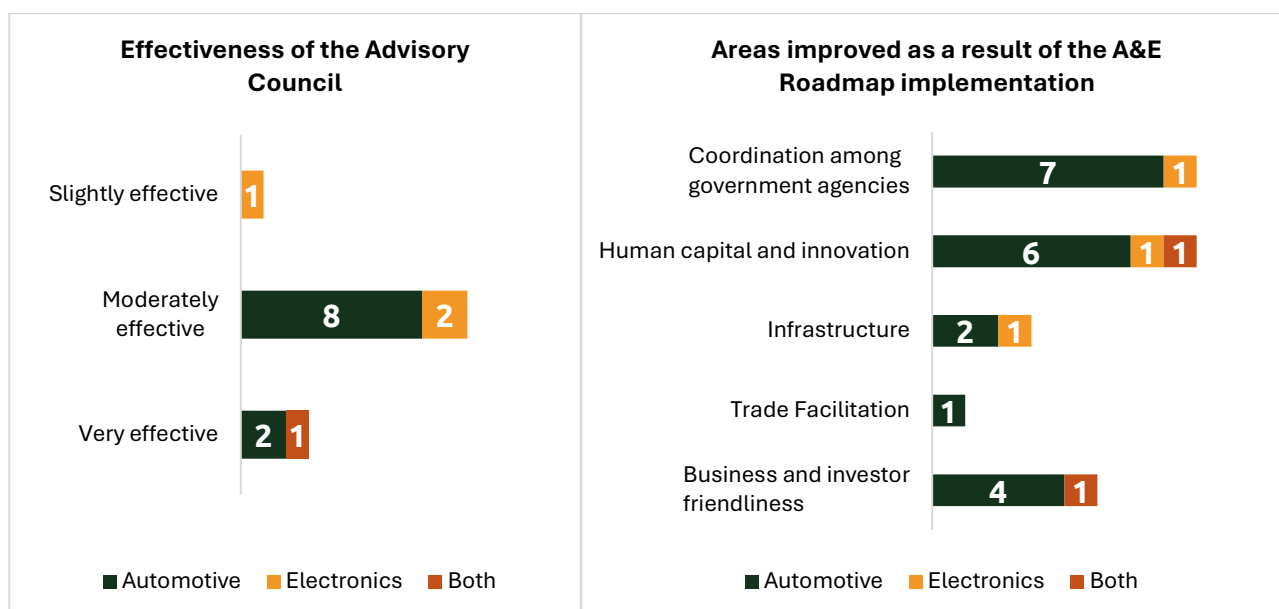 Effectiveness of the Advisory
Council
Slightly effective
1
Moderately
effective
8 2
Very effective
2 1
Automotive Electronics Both
Areas improved as a result of the A&E
Roadmap implementation
Coordination among
government agencies
7 1
Human capital and innovation
6 1 1
Infrastructure
2 1
Trade Facilitation
1
Business and investor
friendliness
4 1
Automotive Electronics Both